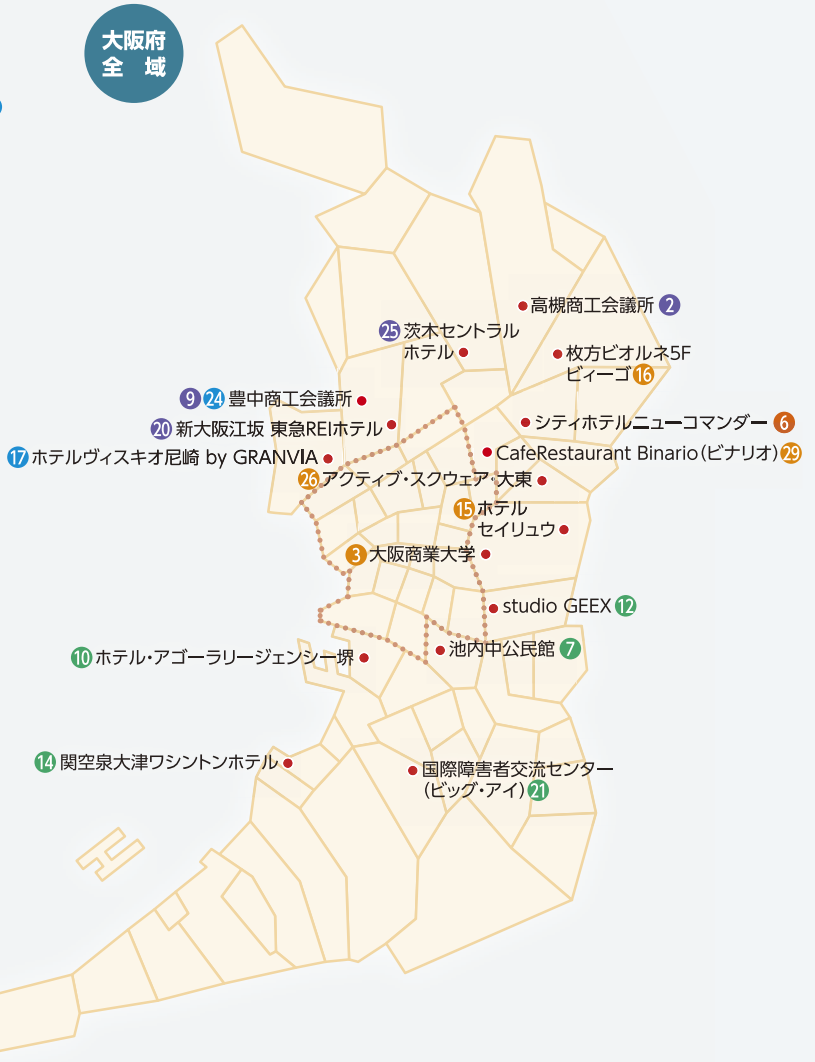 大阪府
全 域
高槻商工会議所 2
25 茨木セントラル
ホテル
枚方ビオルネ5F
ビィーゴ 16
9 24 豊中商工会議所
20 新大阪江坂 東急REIホテル
シティホテルニューコマンダー 6
17 ホテルヴィスキオ尼崎 by GRANVIA
CafeRestaurant Binario(ビナリオ) 29
26 アクティブ・スクウェア・大東
15 ホテル
セイリュウ
3 大阪商業大学
studio GEEX 12
池内中公民館 7
10 ホテル・アゴーラリージェンシー堺
14 関空泉大津ワシントンホテル
国際障害者交流センター
(ビッグ・アイ) 21